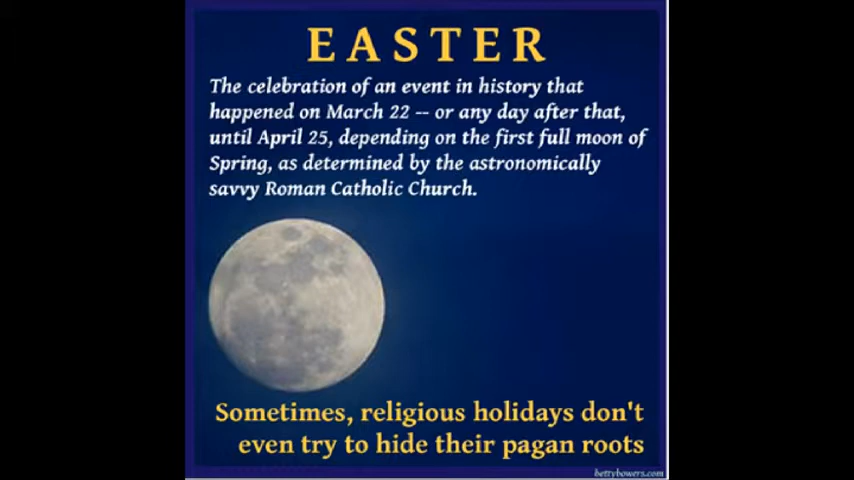 EASTER
The celebration of an event in history that
happened on March 22 -- or any day after that,
until April 25, depending on the first full moon of
Spring, as determined by the astronomically
savvy Roman Catholic Church.
Sometimes, religious holidays don't
even try to hide their pagan roots
bettybowers.com